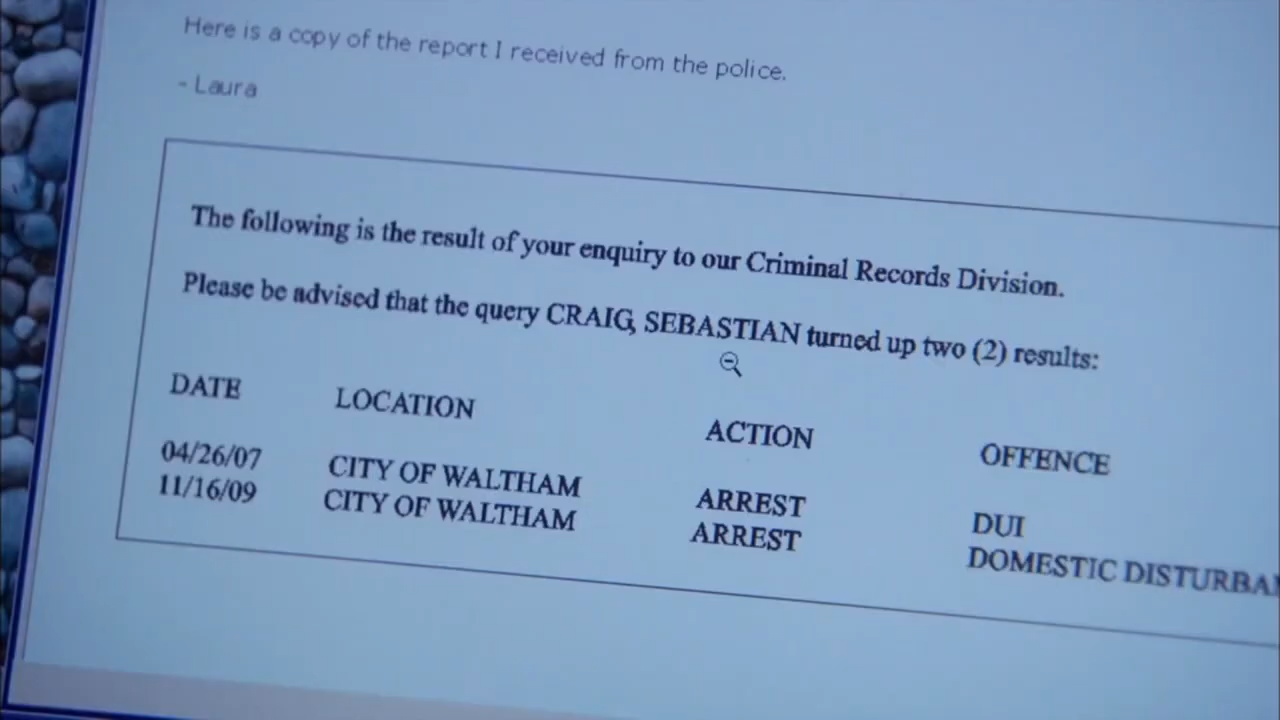 Here is a copy of the report I received from the police.
- Laura
The following is the result of your enquiry to our Criminal Records Division.
Please be advised that the query CRAIG, SEBASTIAN turned up two (2) results:
DATE LOCATION ACTION OFFENCE
04/26/07 CITY OF WALTHAM ARREST DUI
11/16/09 CITY OF WALTHAM ARREST DOMESTIC DISTURBA